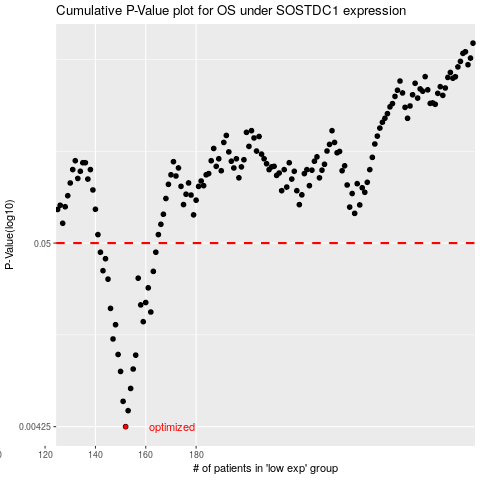 Cumulative P-Value plot for OS under SOSTDC1 expression
P-Value(log10)
0.05
0.00425
optimized
0 120 140 160 180
# of patients in 'low exp' group